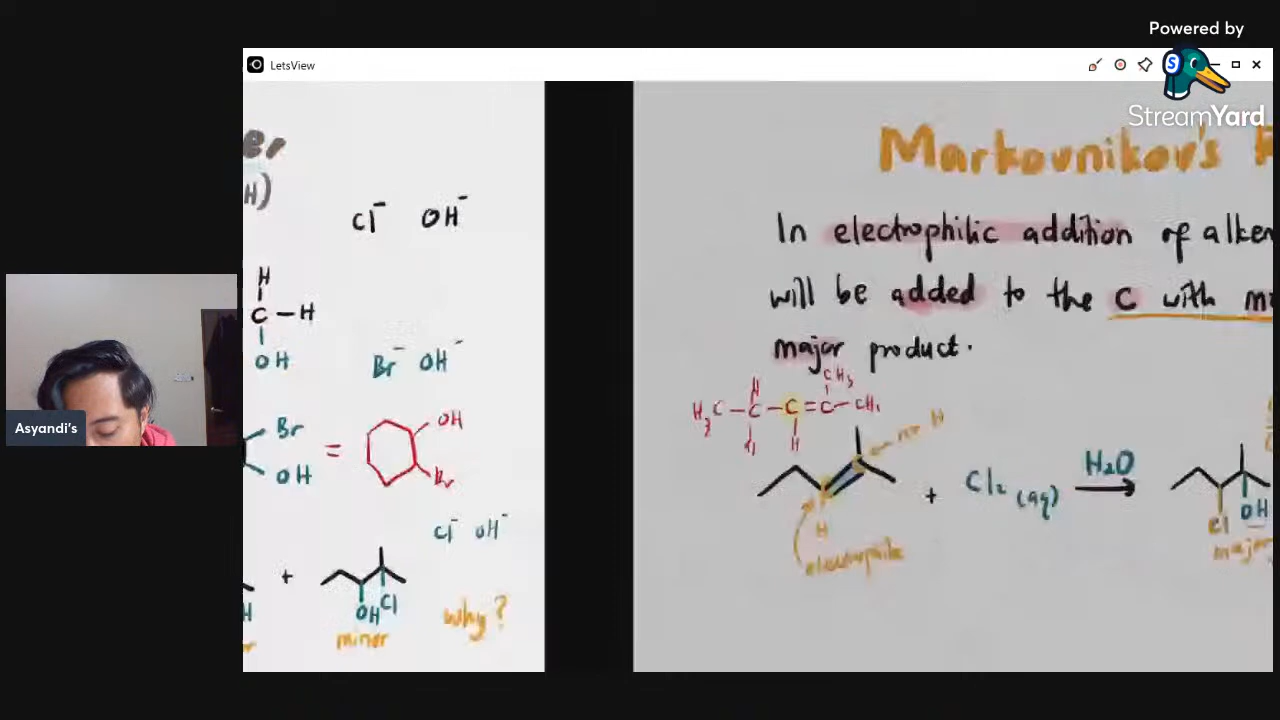 Powered by
StreamYard
LetsView
H)
Cl⁻ OH⁻
H
C – H
OH
Br⁻ OH⁻
Br
OH
=
OH
Br
Cl⁻ OH⁻
+
OH Cl
minor
why?
Asyandi's
Markovnikov's
In electrophilic addition of
will be added to the C with
major product.
CH₃
H
H₃C – C – C = C –
H H
no H
H
electrophile
+ Cl₂ (aq)
H₂O
Cl OH
major